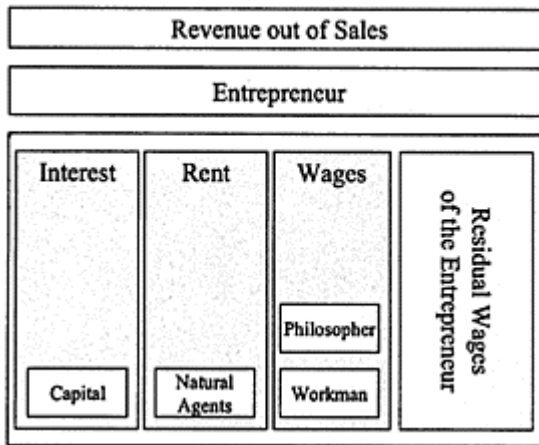 Revenue out of Sales
Entrepreneur
Interest
Capital
Rent
Natural
Agents
Wages
Philosopher
Workman
Residual Wages
of the Entrepreneur